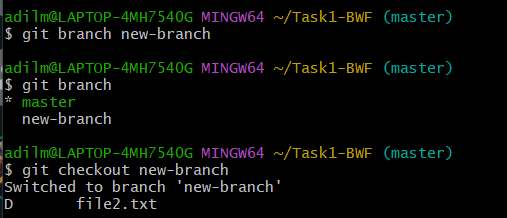 adilm@LAPTOP-4MH7540G MINGW64 ~/Task1-BWF (master)
$ git branch new-branch
adilm@LAPTOP-4MH7540G MINGW64 ~/Task1-BWF (master)
$ git branch
* master
new-branch
adilm@LAPTOP-4MH7540G MINGW64 ~/Task1-BWF (master)
$ git checkout new-branch
Switched to branch 'new-branch'
D file2.txt